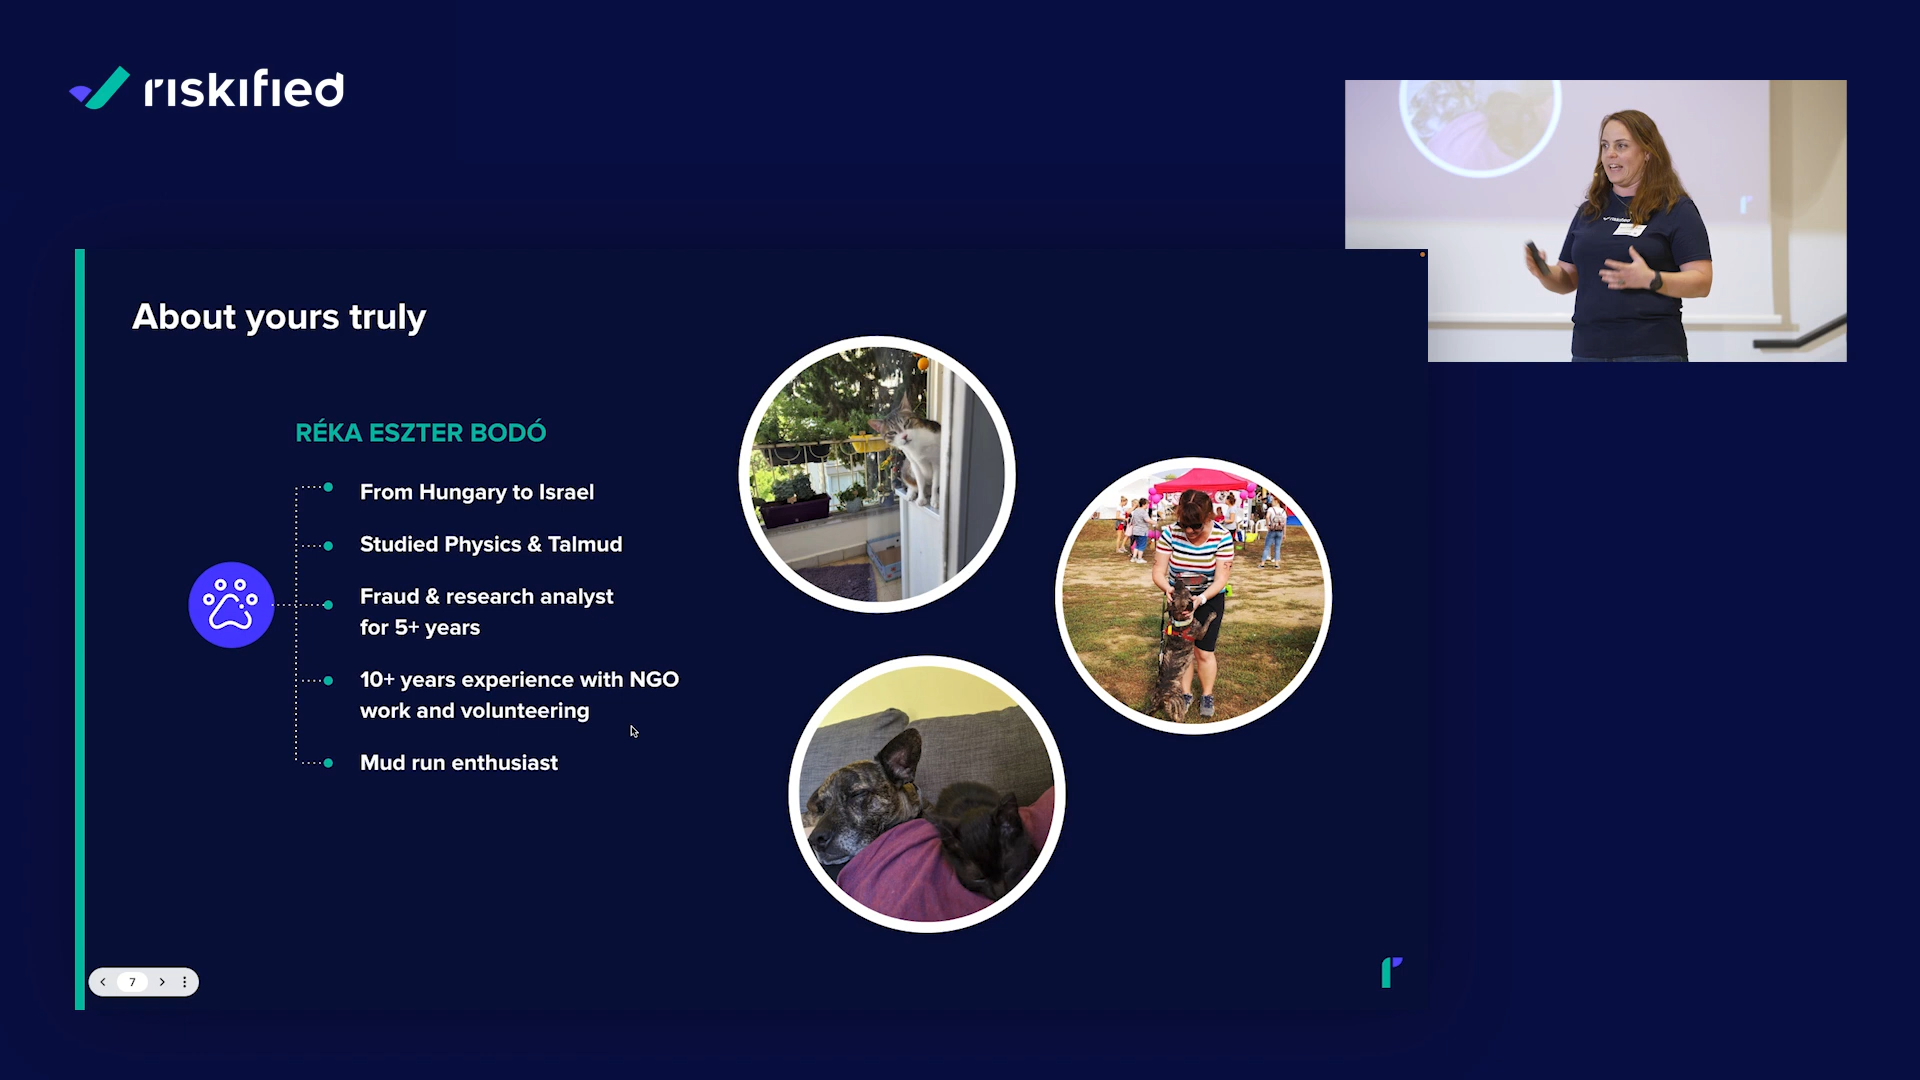 riskified
About yours truly
RÉKA ESZTER BODÓ
From Hungary to Israel
Studied Physics & Talmud
Fraud & research analyst
for 5+ years
10+ years experience with NGO
work and volunteering
Mud run enthusiast
7
riskified